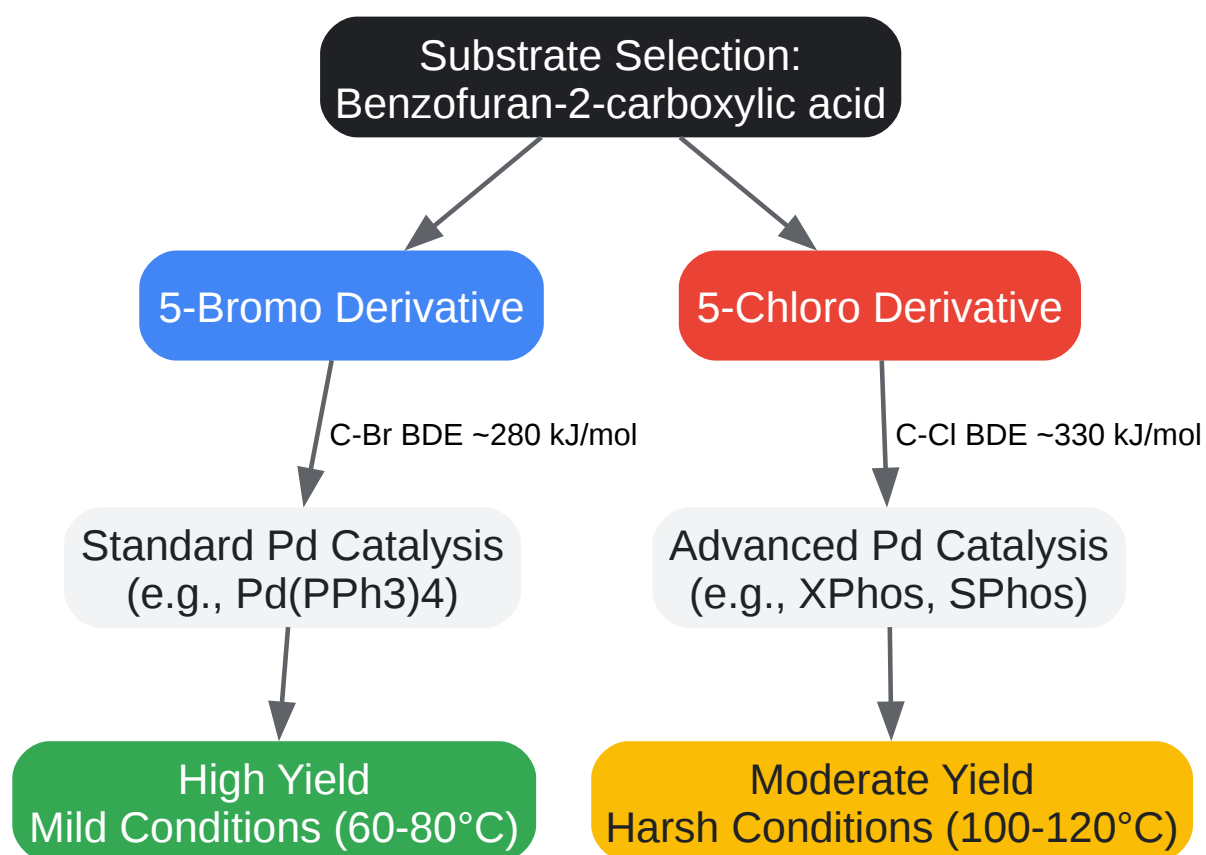 Substrate Selection:
Benzofuran-2-carboxylic acid
5-Bromo Derivative
5-Chloro Derivative
C-Br BDE ~280 kJ/mol
C-Cl BDE ~330 kJ/mol
Standard Pd Catalysis
(e.g., Pd(PPh3)4)
Advanced Pd Catalysis
(e.g., XPhos, SPhos)
High Yield
Mild Conditions (60-80°C)
Moderate Yield
Harsh Conditions (100-120°C)